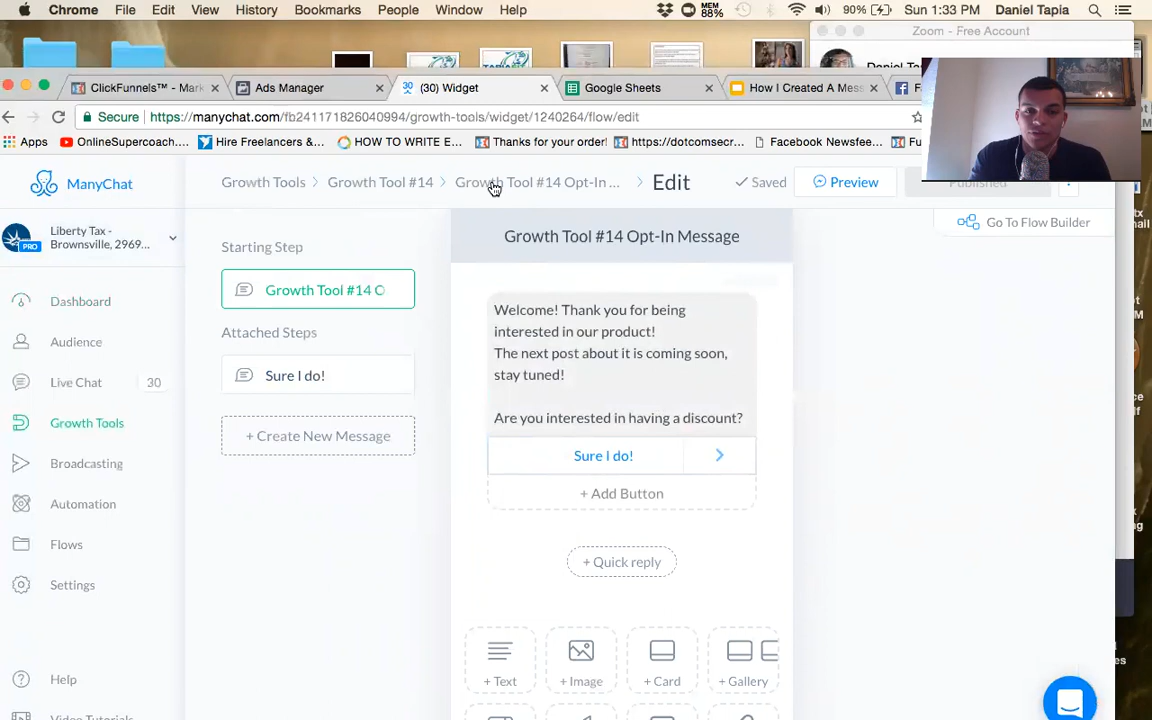 Chrome File Edit View History Bookmarks People Window Help MEM 88% 90% Sun 1:33 PM Daniel Tapia
Zoom - Free Account
ClickFunnels™ - Mark Ads Manager (30) Widget Google Sheets How I Created A Mess
Secure https://manychat.com/fb241171826040994/growth-tools/widget/1240264/flow/edit
Apps OnlineSupercoach.... Hire Freelancers &... HOW TO WRITE E... Thanks for your order! https://dotcomsecr... Facebook Newsfee...
ManyChat
Growth Tools > Growth Tool #14 > Growth Tool #14 Opt-In ... > Edit Saved Preview
PRO
Liberty Tax -
Brownsville, 2969...
Go To Flow Builder
Dashboard
Audience
Live Chat 30
Growth Tools
Broadcasting
Automation
Flows
Settings
Help
Video Tutorials
Starting Step
Growth Tool #14 O
Attached Steps
Sure I do!
+ Create New Message
Growth Tool #14 Opt-In Message
Welcome! Thank you for being
interested in our product!
The next post about it is coming soon,
stay tuned!
Are you interested in having a discount?
Sure I do!
+ Add Button
+ Quick reply
+ Text + Image + Card + Gallery